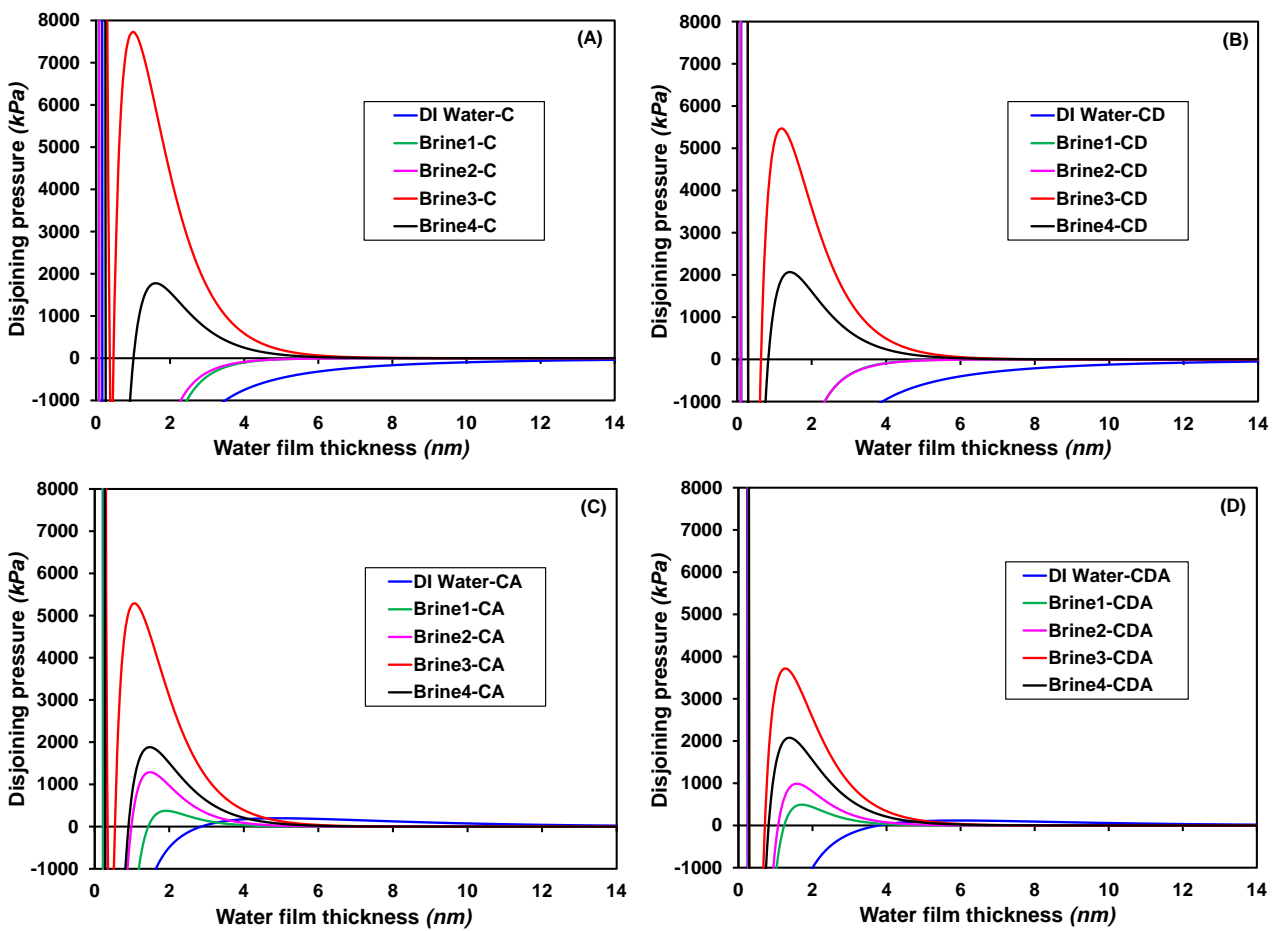 (A)
Disjoining pressure (kPa)
8000
7000
6000
5000
4000
3000
2000
1000
0
-1000
DI Water-C
Brine1-C
Brine2-C
Brine3-C
Brine4-C
0 2 4 6 8 10 12 14
Water film thickness (nm)
(B)
Disjoining pressure (kPa)
8000
7000
6000
5000
4000
3000
2000
1000
0
-1000
DI Water-CD
Brine1-CD
Brine2-CD
Brine3-CD
Brine4-CD
0 2 4 6 8 10 12 14
Water film thickness (nm)
(C)
Disjoining pressure (kPa)
8000
7000
6000
5000
4000
3000
2000
1000
0
-1000
DI Water-CA
Brine1-CA
Brine2-CA
Brine3-CA
Brine4-CA
0 2 4 6 8 10 12 14
Water film thickness (nm)
(D)
Disjoining pressure (kPa)
8000
7000
6000
5000
4000
3000
2000
1000
0
-1000
DI Water-CDA
Brine1-CDA
Brine2-CDA
Brine3-CDA
Brine4-CDA
0 2 4 6 8 10 12 14
Water film thickness (nm)